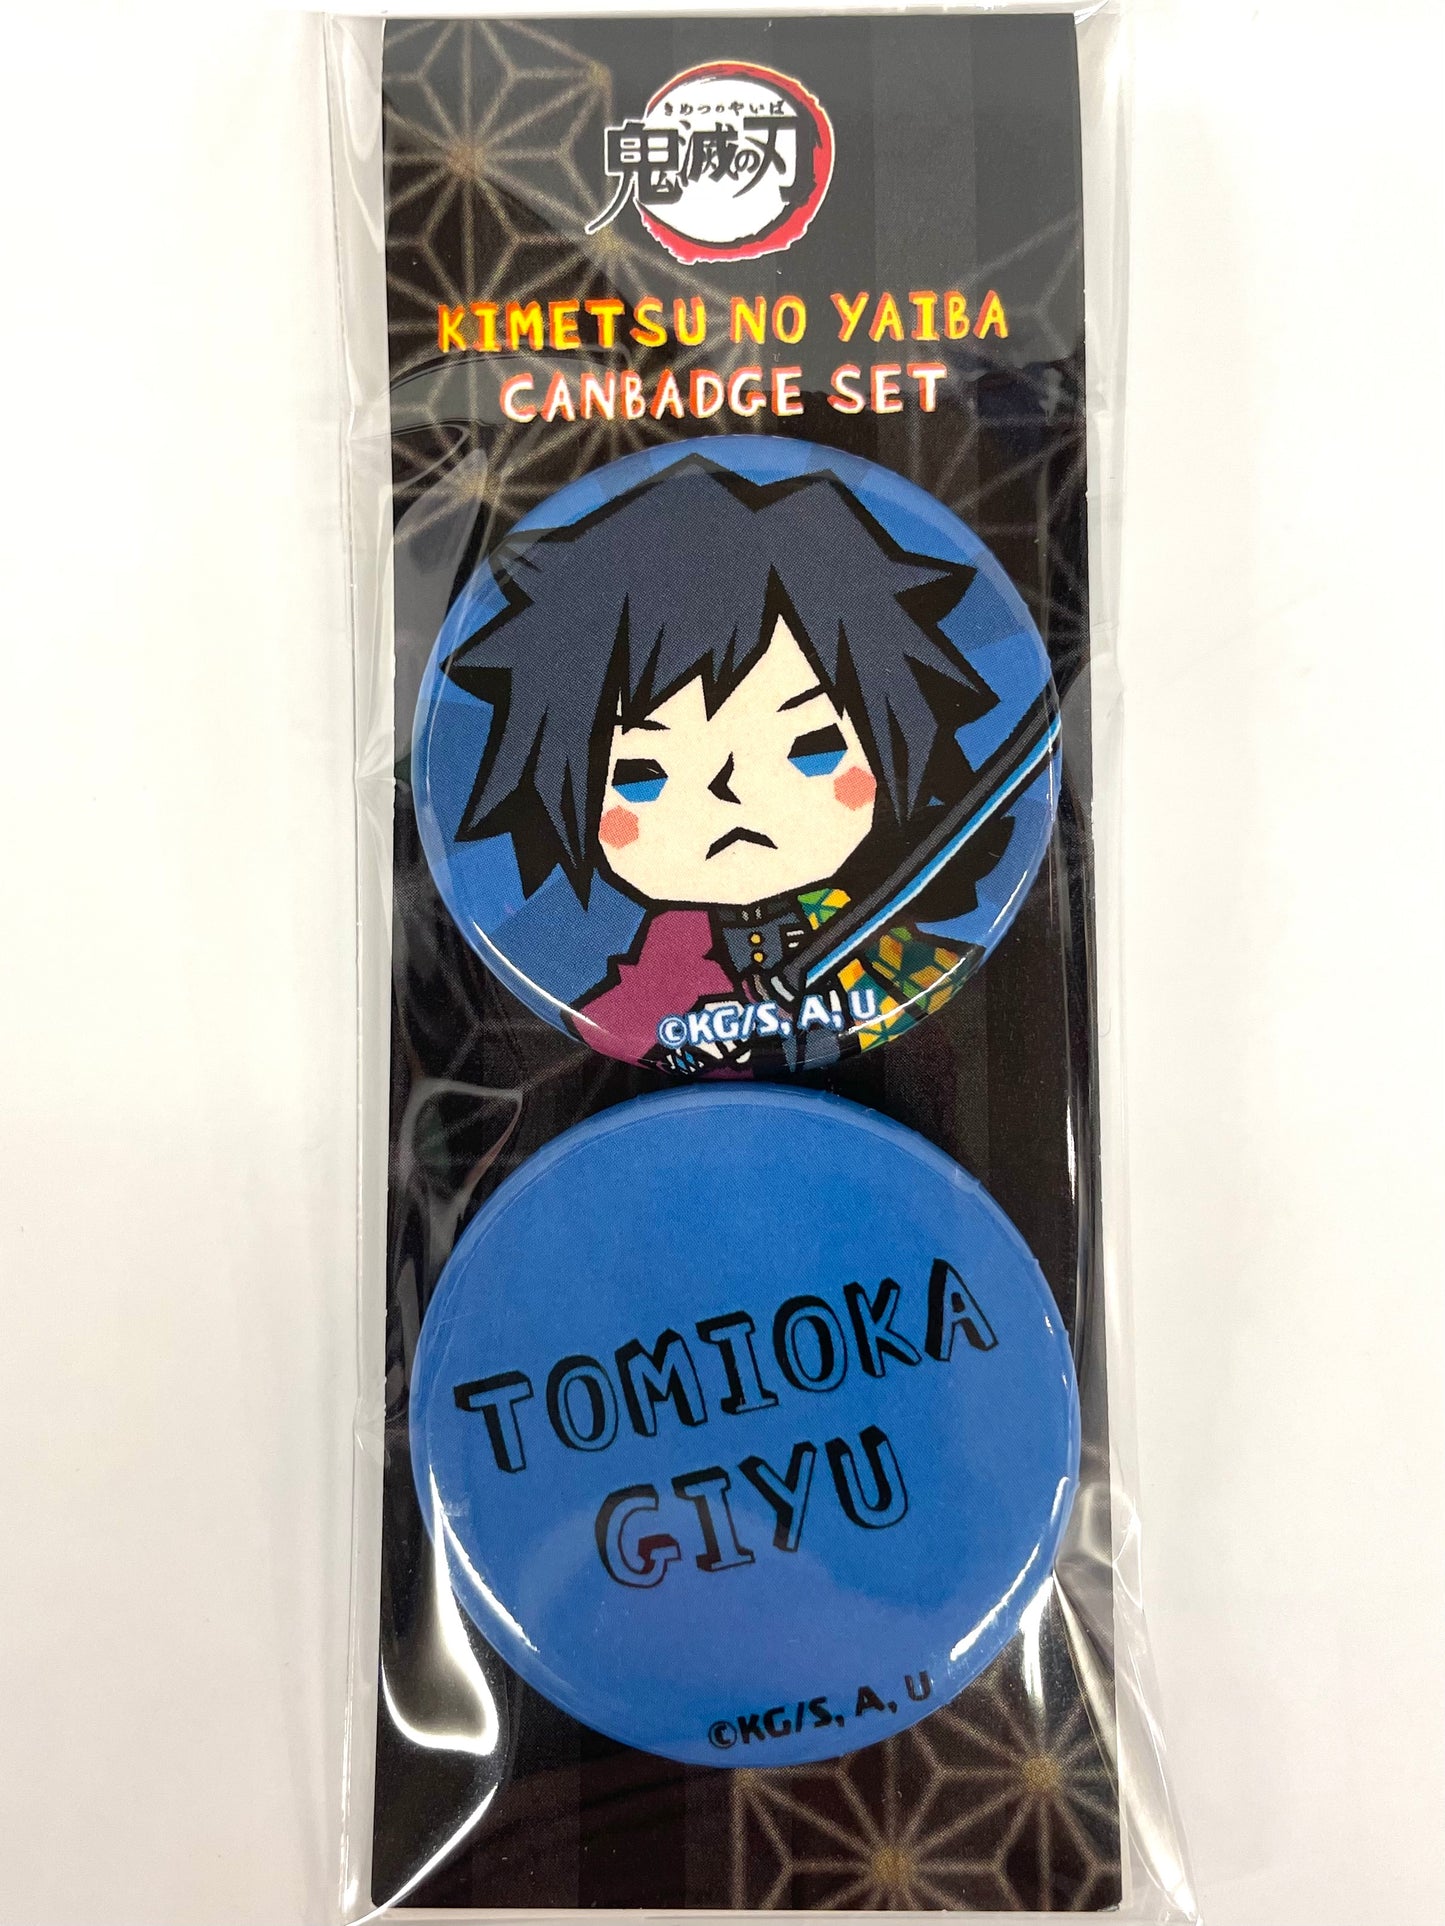 きめつのやいば
鬼滅の刃
KIMETSU NO YAIBA
CANBADGE SET
©KG/S, A, U
TOMIOKA
GIYU
©KG/S, A, U